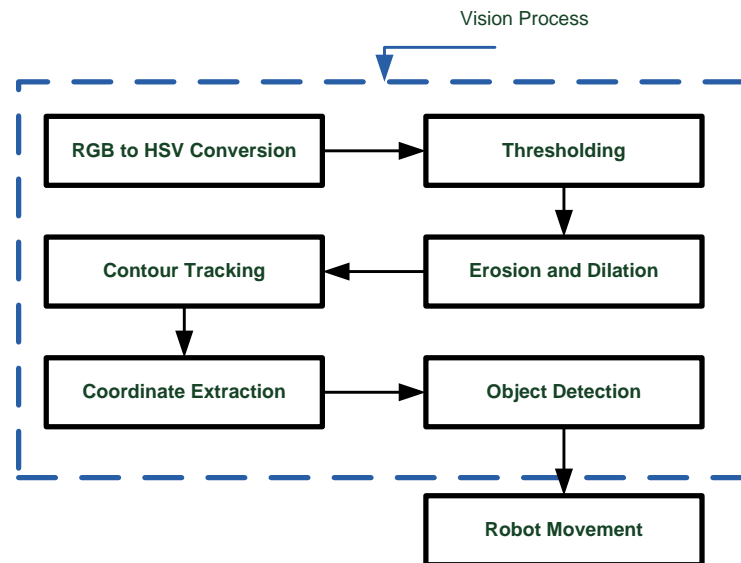 Vision Process
RGB to HSV Conversion
Thresholding
Contour Tracking
Erosion and Dilation
Coordinate Extraction
Object Detection
Robot Movement